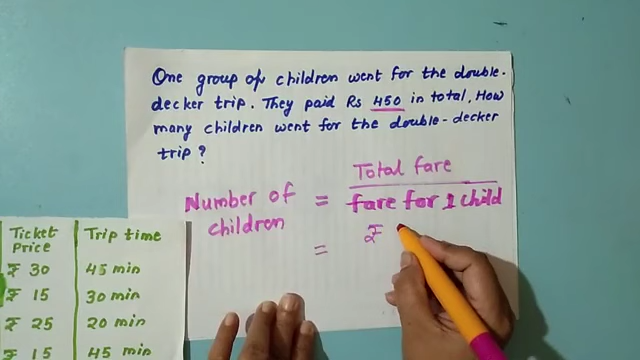 One group of children went for the double-
decker trip. They paid Rs 450 in total. How
many children went for the double-decker
trip?
Number of children = Total fare
fare for 1 child
= ₹
Ticket Price Trip time
₹ 30 45 min
₹ 15 30 min
₹ 25 20 min
₹ 15 45 min